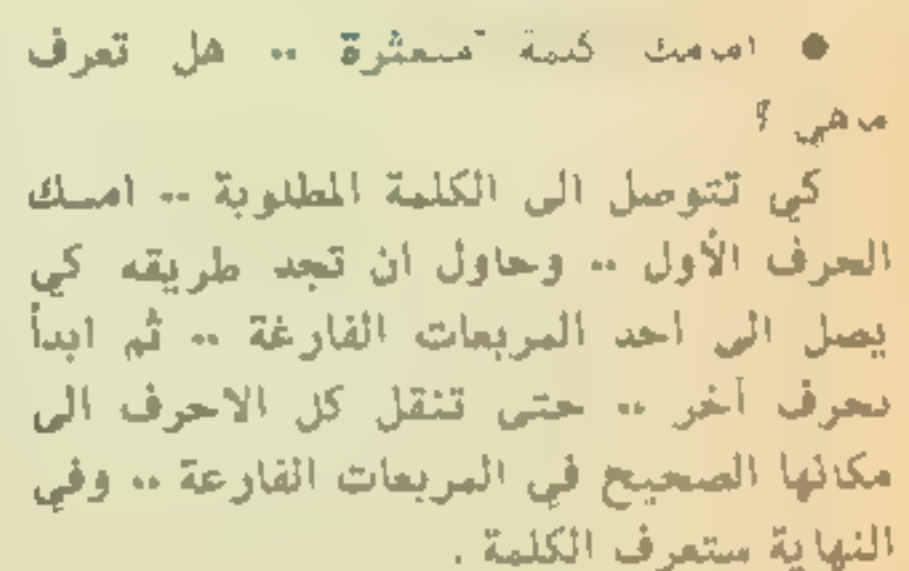 ● امامك كلمة مبعثرة .. هل تعرف
ماهي ؟
كي تتوصل الى الكلمة المطلوبة .. امسك
الحرف الأول .. وحاول ان تجد طريقه كي
يصل الى احد المربعات الفارغة .. ثم ابدأ
بحرف آخر .. حتى تنقل كل الاحرف الى
مكانها الصحيح في المربعات الفارغة .. وفي
النهاية ستعرف الكلمة .